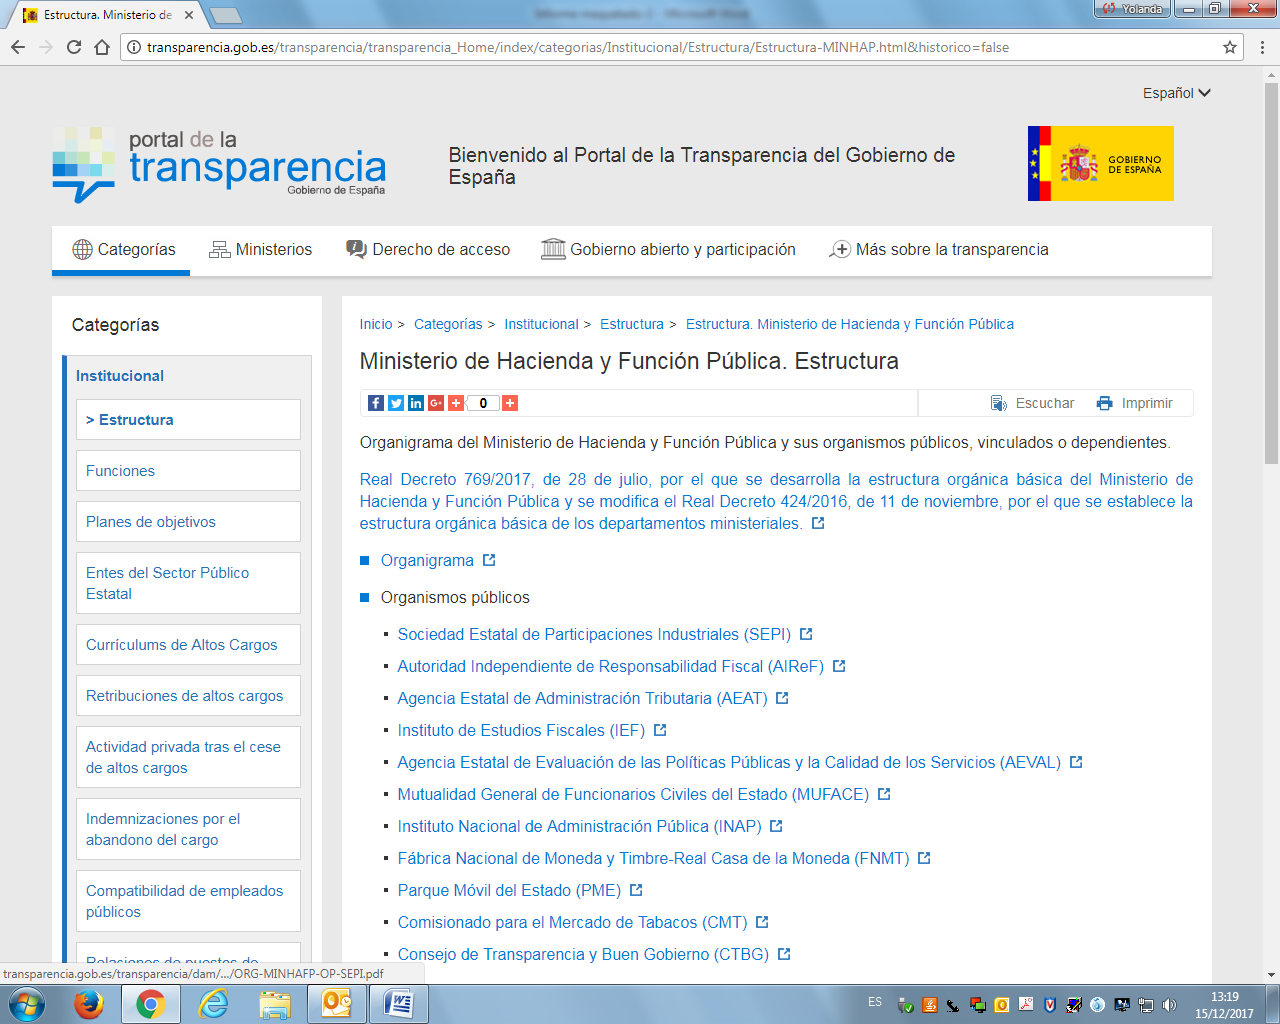 Estructura. Ministerio de
Yolanda
transparencia.gob.es/transparencia/transparencia_Home/index/categorias/Institucional/Estructura/Estructura-MINHAP.html&historico=false
Español
portal de la
transparencia
Gobierno de España
Bienvenido al Portal de la Transparencia del Gobierno de
España
GOBIERNO
DE ESPAÑA
Categorías
Ministerios
Derecho de acceso
Gobierno abierto y participación
Más sobre la transparencia
Categorías
Institucional
> Estructura
Funciones
Planes de objetivos
Entes del Sector Público
Estatal
Currículums de Altos Cargos
Retribuciones de altos cargos
Actividad privada tras el cese
de altos cargos
Indemnizaciones por el
abandono del cargo
Compatibilidad de empleados
públicos
Relaciones de puestos de
Inicio > Categorías > Institucional > Estructura > Estructura. Ministerio de Hacienda y Función Pública
Ministerio de Hacienda y Función Pública. Estructura
0
Escuchar
Imprimir
Organigrama del Ministerio de Hacienda y Función Pública y sus organismos públicos, vinculados o dependientes.
Real Decreto 769/2017, de 28 de julio, por el que se desarrolla la estructura orgánica básica del Ministerio de
Hacienda y Función Pública y se modifica el Real Decreto 424/2016, de 11 de noviembre, por el que se establece la
estructura orgánica básica de los departamentos ministeriales.
Organigrama
Organismos públicos
Sociedad Estatal de Participaciones Industriales (SEPI)
Autoridad Independiente de Responsabilidad Fiscal (AIReF)
Agencia Estatal de Administración Tributaria (AEAT)
Instituto de Estudios Fiscales (IEF)
Agencia Estatal de Evaluación de las Políticas Públicas y la Calidad de los Servicios (AEVAL)
Mutualidad General de Funcionarios Civiles del Estado (MUFACE)
Instituto Nacional de Administración Pública (INAP)
Fábrica Nacional de Moneda y Timbre-Real Casa de la Moneda (FNMT)
Parque Móvil del Estado (PME)
Comisionado para el Mercado de Tabacos (CMT)
Consejo de Transparencia y Buen Gobierno (CTBG)
transparencia.gob.es/transparencia/dam/.../ORG-MINHAFP-OP-SEPI.pdf
ES
13:19
15/12/2017